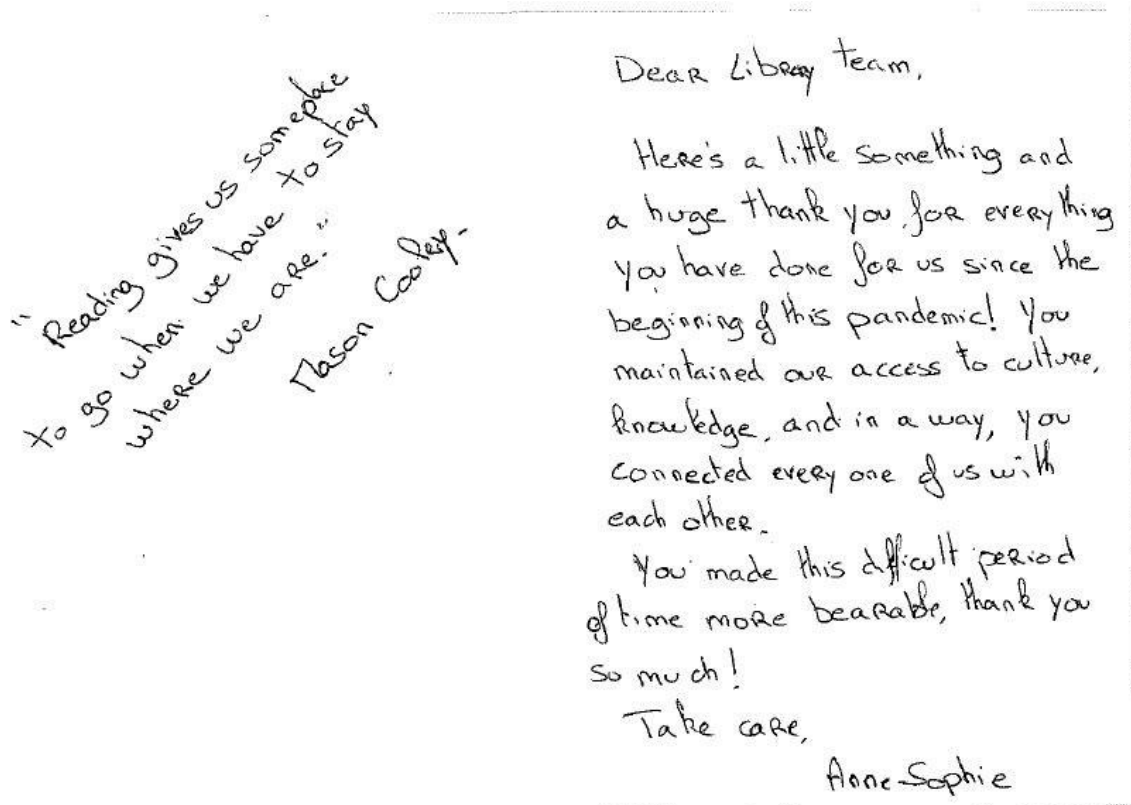 "Reading gives us someplace
to go when we have to stay
where we are."
Mason Cooley.
Dear Library team,
Here's a little something and
a huge thank you for everything
you have done for us since the
beginning of this pandemic! You
maintained our access to culture,
knowledge, and in a way, you
connected every one of us with
each other.
You made this difficult period
of time more bearable, thank you
so much!
Take care,
Anne-Sophie